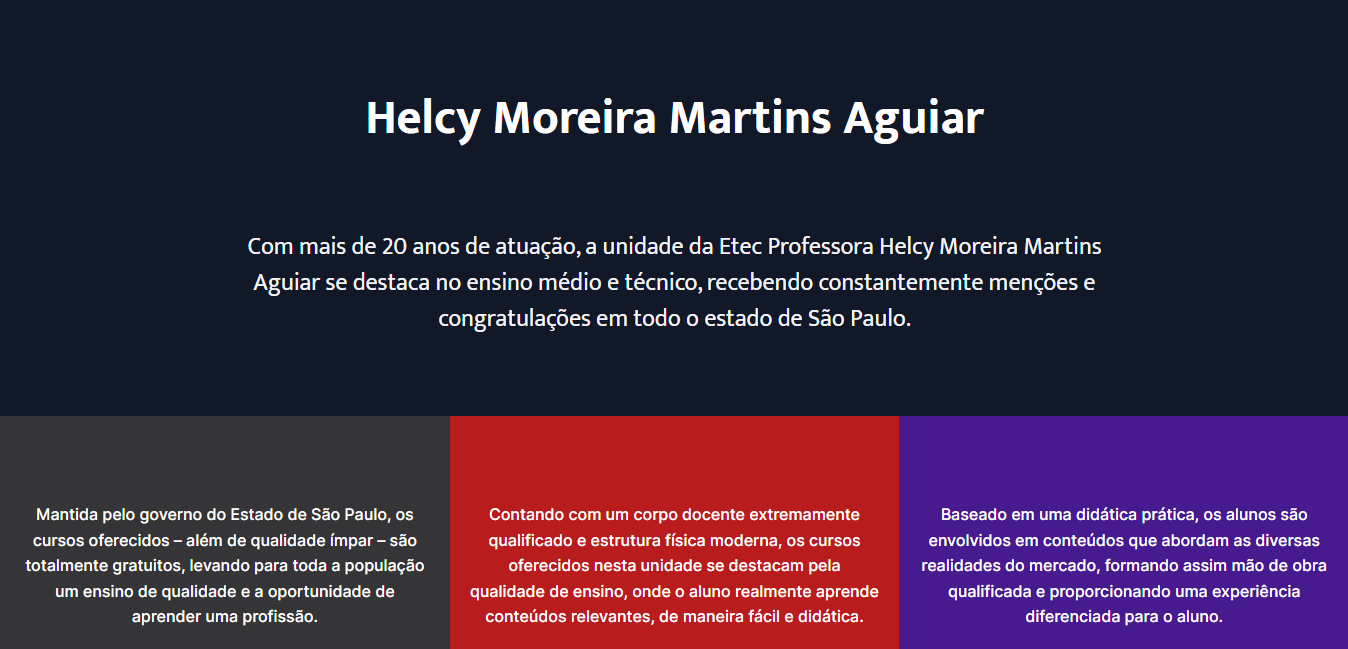 Helcy Moreira Martins Aguiar
Com mais de 20 anos de atuação, a unidade da Etec Professora Helcy Moreira Martins
Aguiar se destaca no ensino médio e técnico, recebendo constantemente menções e
congratulações em todo o estado de São Paulo.
Mantida pelo governo do Estado de São Paulo, os
cursos oferecidos – além de qualidade ímpar – são
totalmente gratuitos, levando para toda a população
um ensino de qualidade e a oportunidade de
aprender uma profissão.
Contando com um corpo docente extremamente
qualificado e estrutura física moderna, os cursos
oferecidos nesta unidade se destacam pela
qualidade de ensino, onde o aluno realmente aprende
conteúdos relevantes, de maneira fácil e didática.
Baseado em uma didática prática, os alunos são
envolvidos em conteúdos que abordam as diversas
realidades do mercado, formando assim mão de obra
qualificada e proporcionando uma experiência
diferenciada para o aluno.